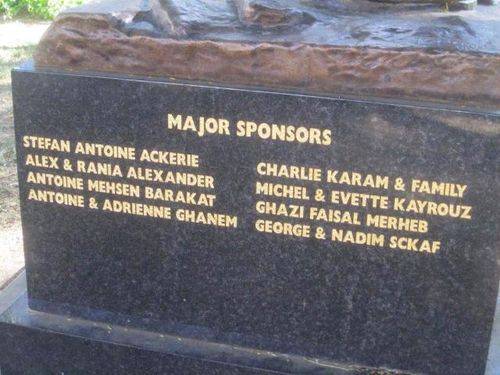 MAJOR SPONSORS
STEFAN ANTOINE ACKERIE
ALEX & RANIA ALEXANDER
ANTOINE MEHSEN BARAKAT
ANTOINE & ADRIENNE GHANEM
CHARLIE KARAM & FAMILY
MICHEL & EVETTE KAYROUZ
GHAZI FAISAL MERHEB
GEORGE & NADIM SCKAF